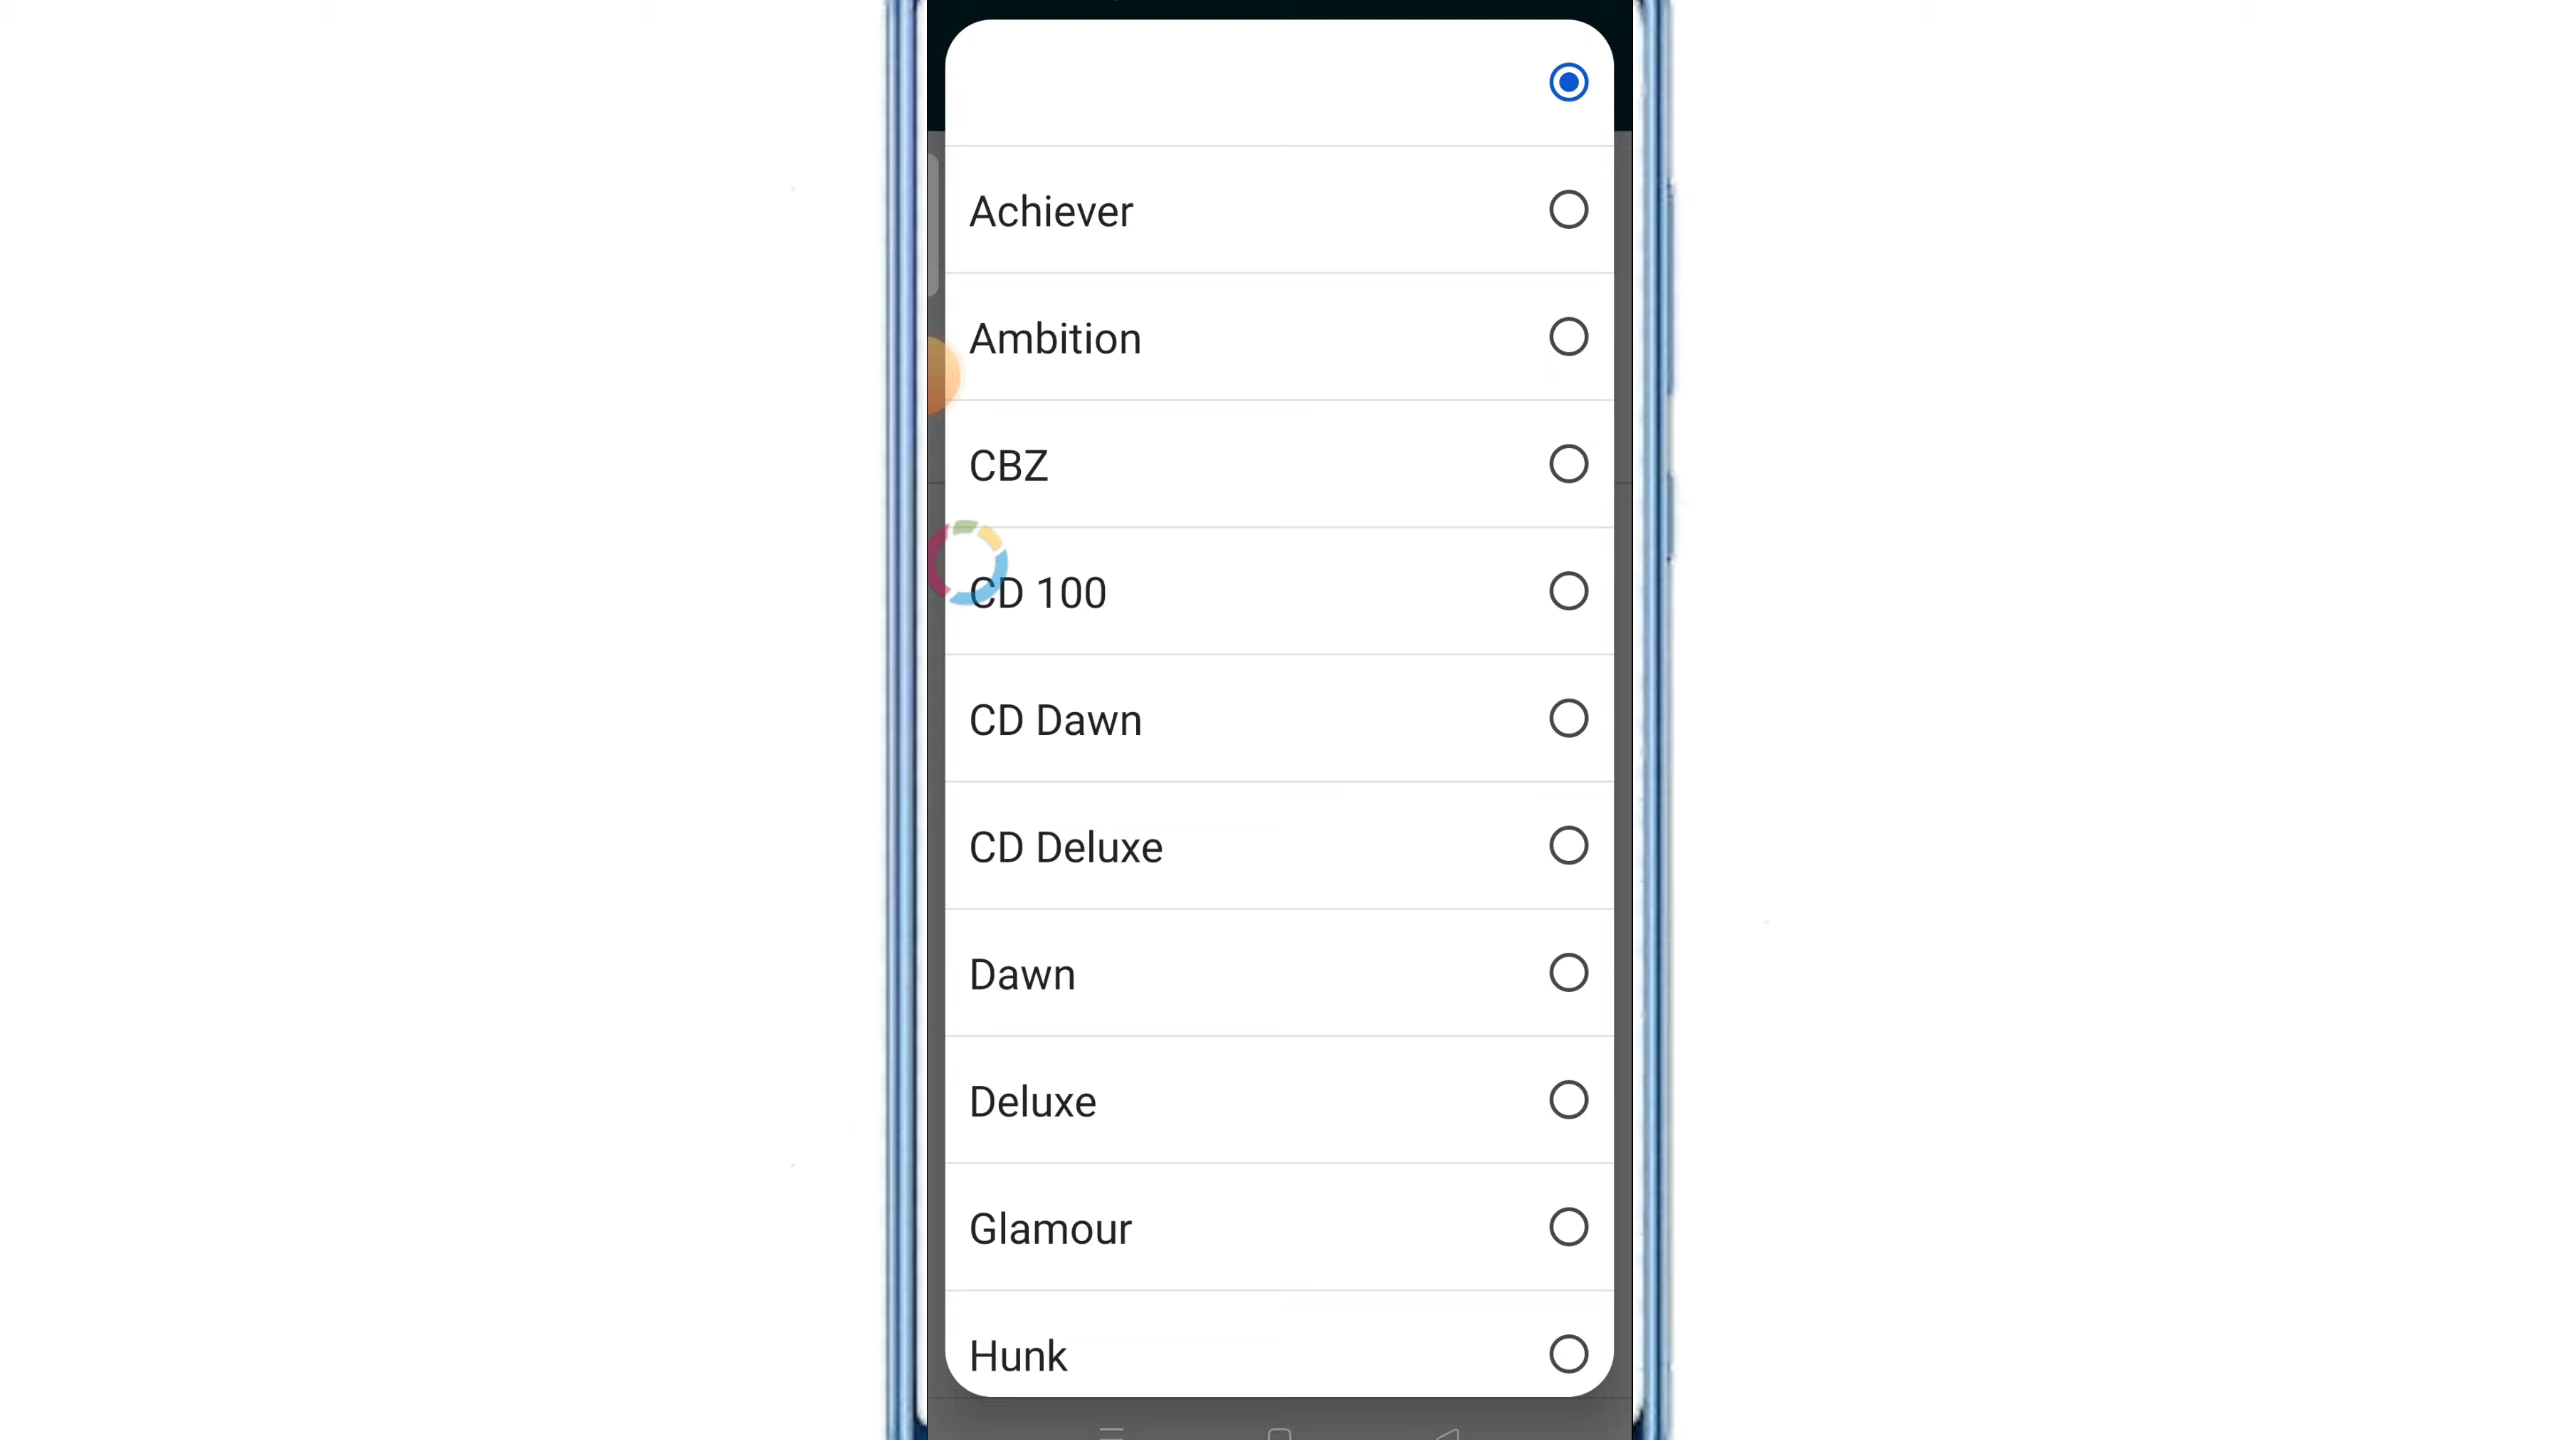 Achiever
Ambition
CBZ
CD 100
CD Dawn
CD Deluxe
Dawn
Deluxe
Glamour
Hunk